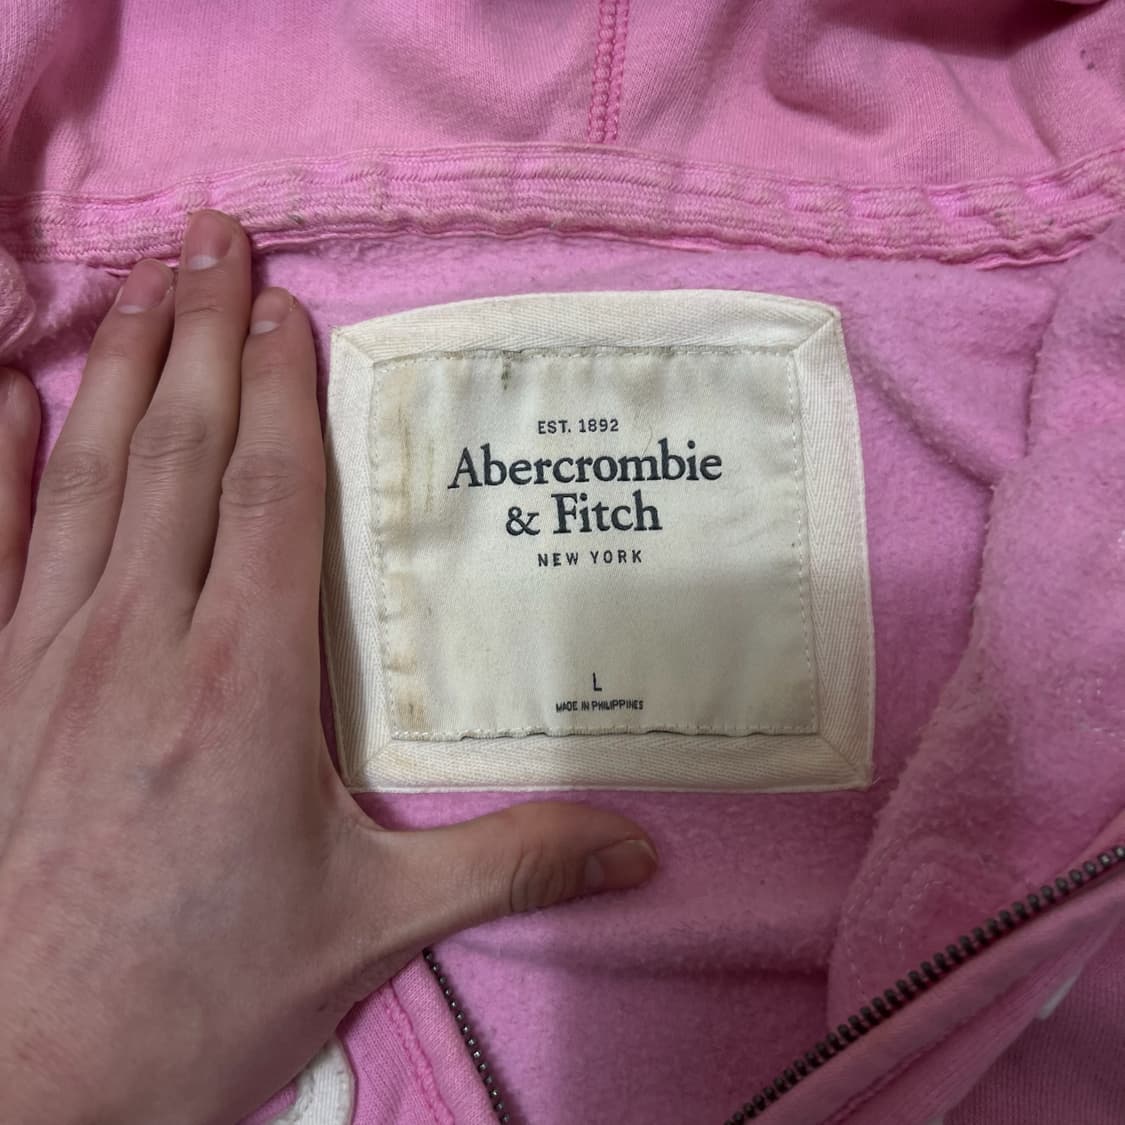 EST. 1892
Abercrombie
& Fitch
NEW YORK
L
MADE IN PHILIPPINES